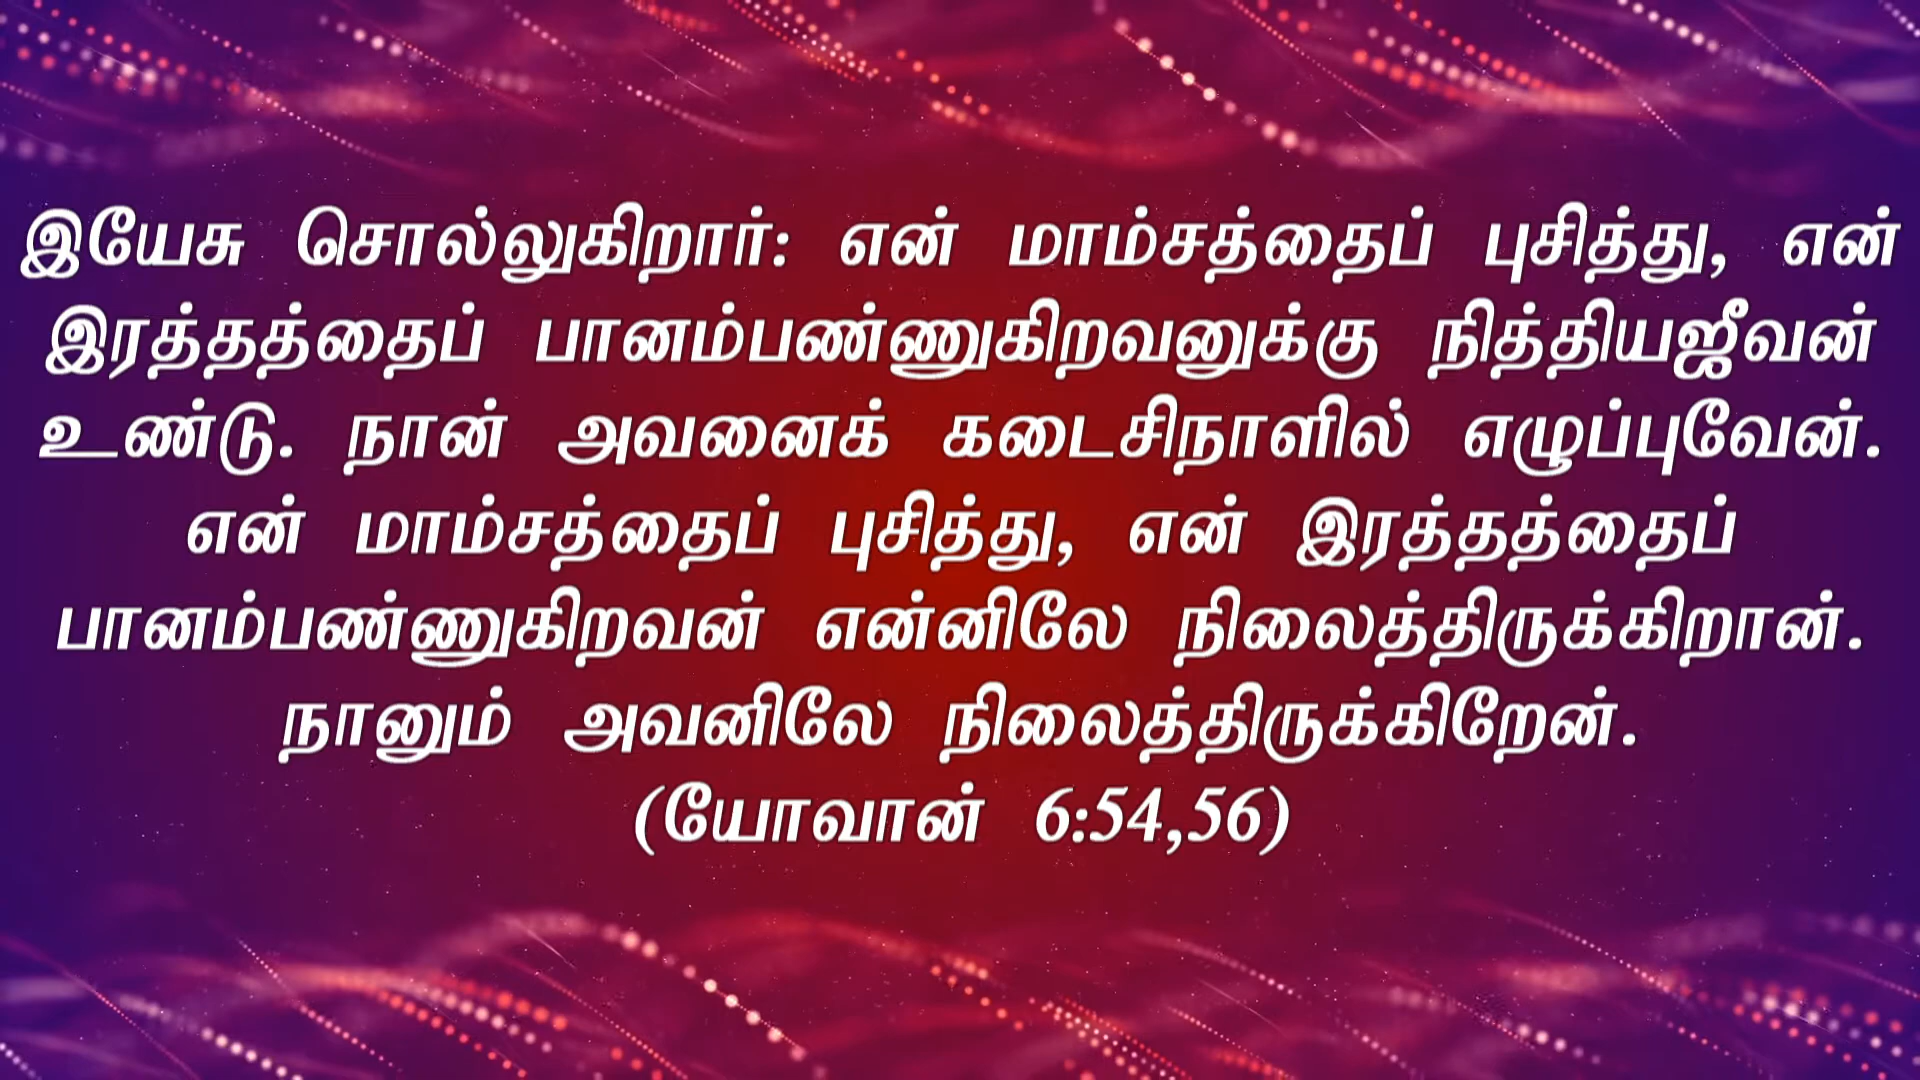 இயேசு சொல்லுகிறார்: என் மாம்சத்தைப் புசித்து, என்
இரத்தத்தைப் பானம்பண்ணுகிறவனுக்கு நித்தியஜீவன்
உண்டு. நான் அவனைக் கடைசிநாளில் எழுப்புவேன்.
என் மாம்சத்தைப் புசித்து, என் இரத்தத்தைப்
பானம்பண்ணுகிறவன் என்னிலே நிலைத்திருக்கிறான்.
நானும் அவனிலே நிலைத்திருக்கிறேன்.
(யோவான் 6:54,56)